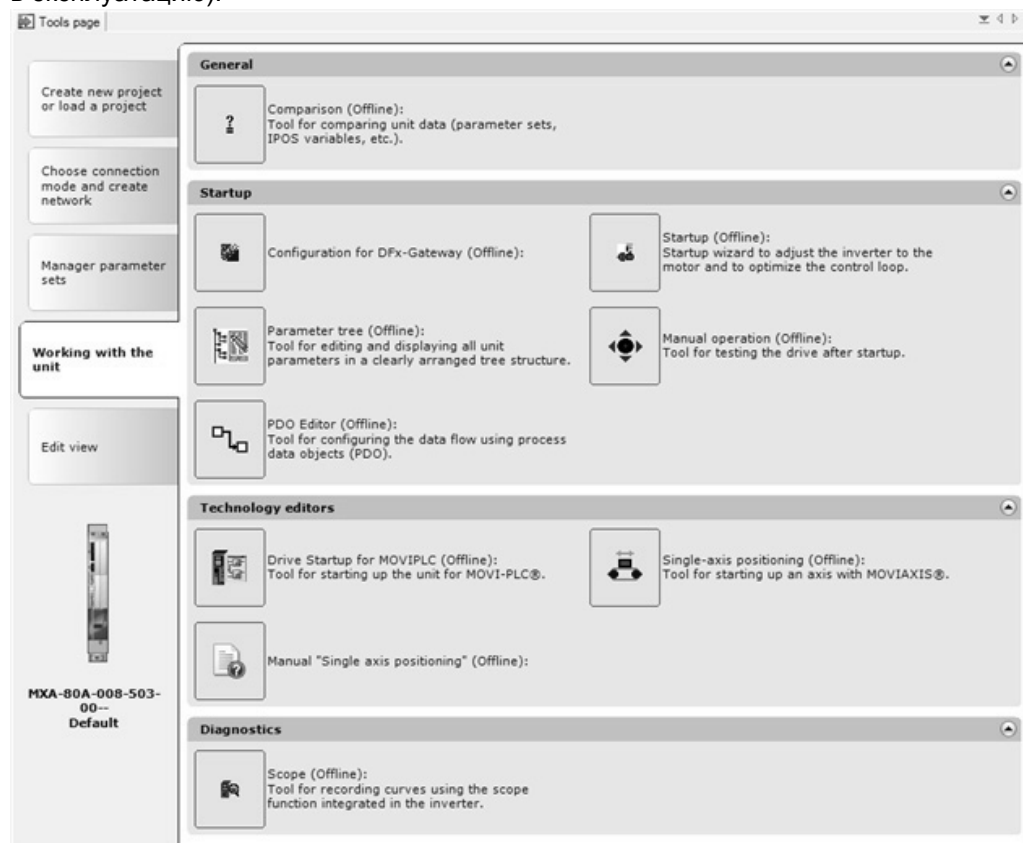 в эксплуатацию).
Tools page
Create new project
or load a project
Choose connection
mode and create
network
Manager parameter
sets
Working with the
unit
Edit view
MXA-80A-008-503-
00--
Default
General
Comparison (Offline):
Tool for comparing unit data (parameter sets,
IPOS variables, etc.).
Startup
Configuration for DFx-Gateway (Offline):
Startup (Offline):
Startup wizard to adjust the inverter to the
motor and to optimize the control loop.
Parameter tree (Offline):
Tool for editing and displaying all unit
parameters in a clearly arranged tree structure.
Manual operation (Offline):
Tool for testing the drive after startup.
PDO Editor (Offline):
Tool for configuring the data flow using process
data objects (PDO).
Technology editors
Drive Startup for MOVIPLC (Offline):
Tool for starting up the unit for MOVI-PLC®.
Single-axis positioning (Offline):
Tool for starting up an axis with MOVIAXIS®.
Manual "Single axis positioning" (Offline):
Diagnostics
Scope (Offline):
Tool for recording curves using the scope
function integrated in the inverter.